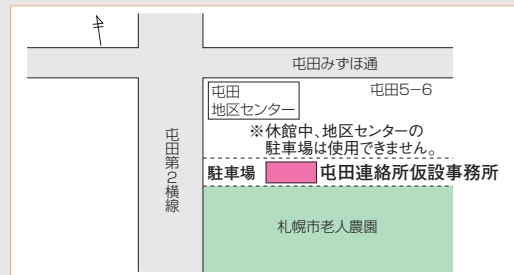 屯田みずほ通
屯田
地区センター
屯田5-6
※休館中、地区センターの
駐車場は使用できません。
屯田第2横線
駐車場
屯田連絡所仮設事務所
札幌市老人農園